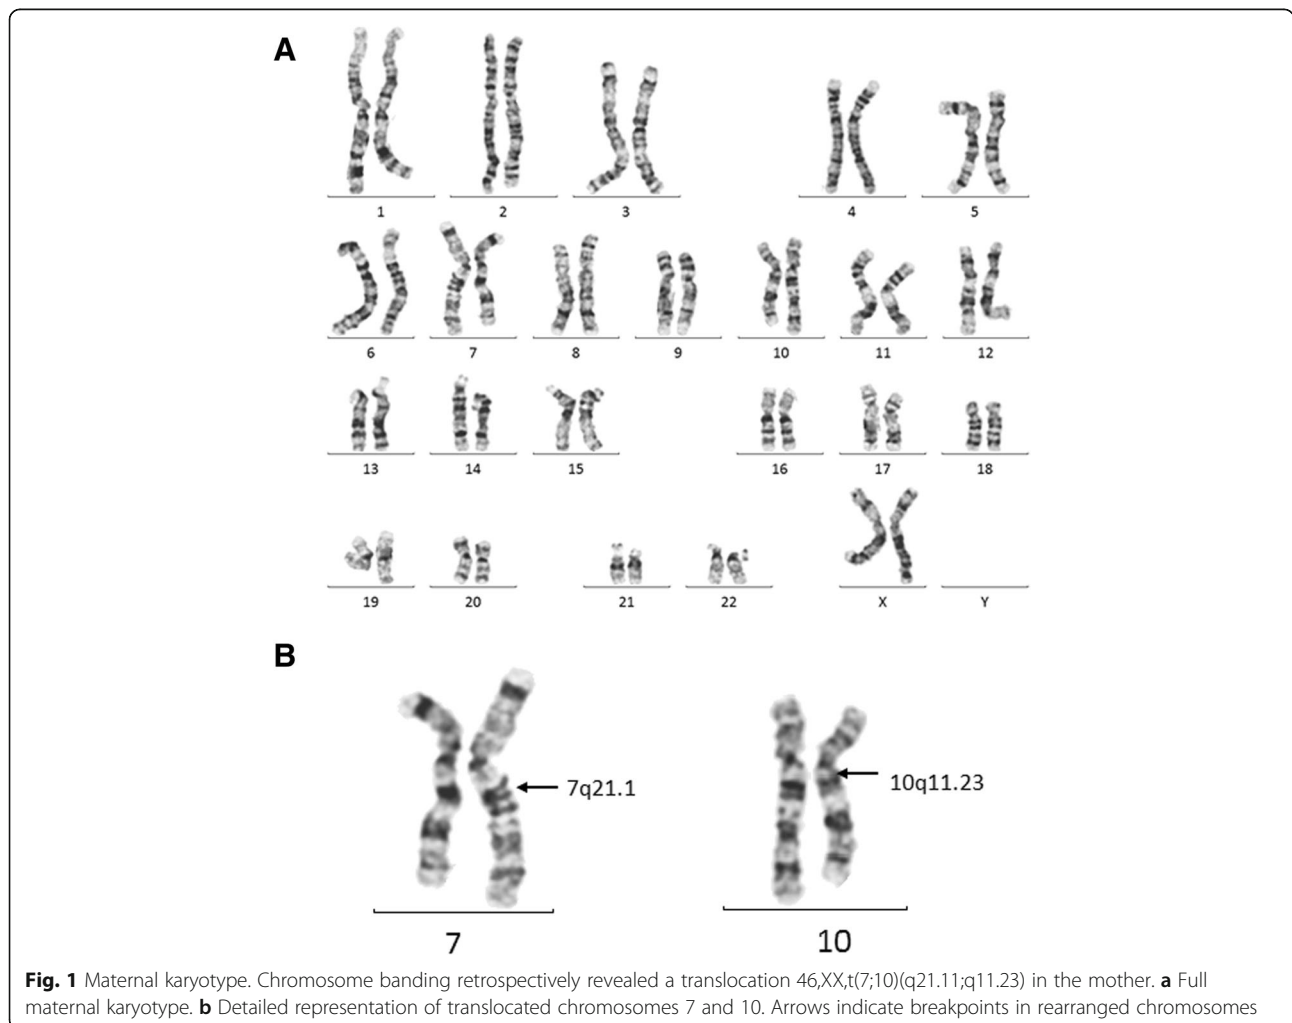 A
1 2 3 4 5
6 7 8 9 10 11 12
13 14 15 16 17 18
19 20 21 22 X Y
B
7q21.1
10q11.23
7 10
Fig. 1 Maternal karyotype. Chromosome banding retrospectively revealed a translocation 46,XX,t(7;10)(q21.11;q11.23) in the mother. a Full
maternal karyotype. b Detailed representation of translocated chromosomes 7 and 10. Arrows indicate breakpoints in rearranged chromosomes